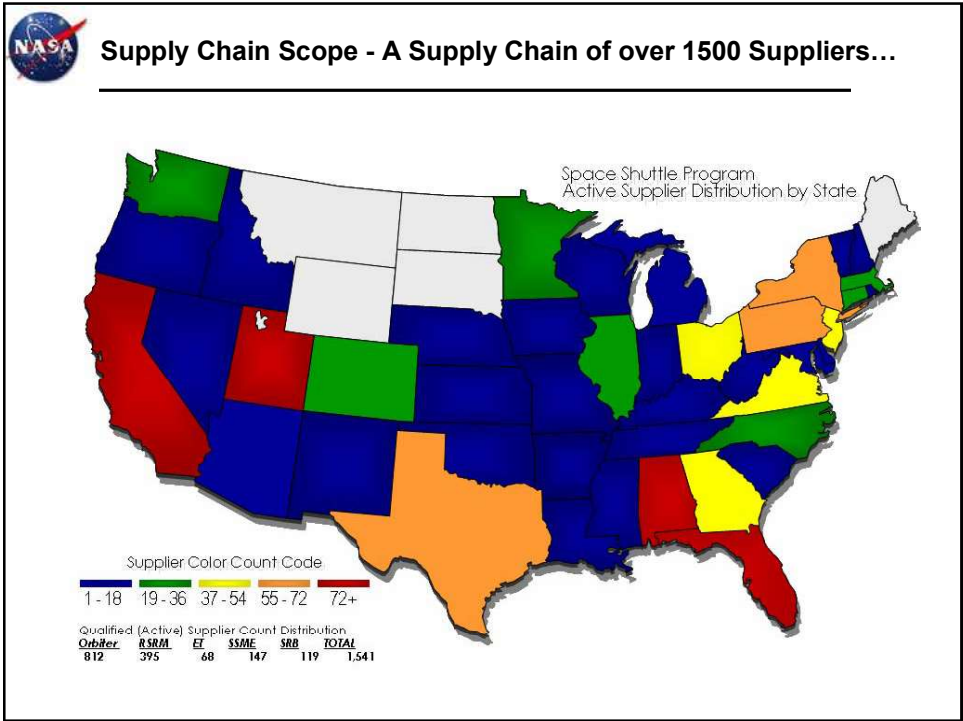 NASA
Supply Chain Scope - A Supply Chain of over 1500 Suppliers…
Space Shuttle Program
Active Supplier Distribution by State
Supplier Color Count Code
1 - 18 19 - 36 37 - 54 55 - 72 72+
Qualified (Active) Supplier Count Distribution
Orbiter RSRM ET SSME SRB TOTAL
812 395 68 147 119 1,541